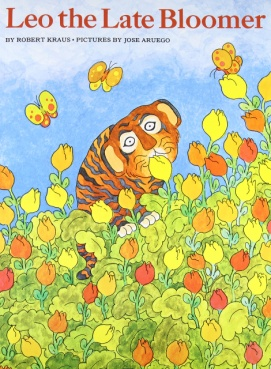 Leo the Late Bloomer
BY ROBERT KRAUS • PICTURES BY JOSE ARUEGO